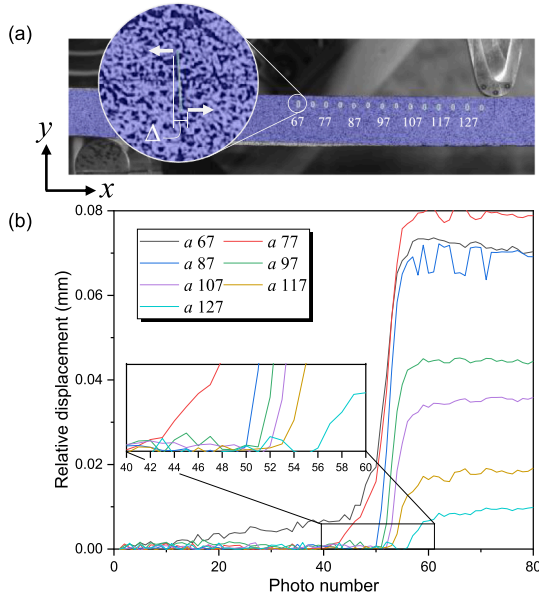 (a)
Δ
67 77 87 97 107 117 127
y
x
(b)
0.08
0.06
0.04
0.02
0.00
Relative displacement (mm)
a 67 a 77
a 87 a 97
a 107 a 117
a 127
40 42 44 46 48 50 52 54 56 58 60
0 20 40 60 80
Photo number